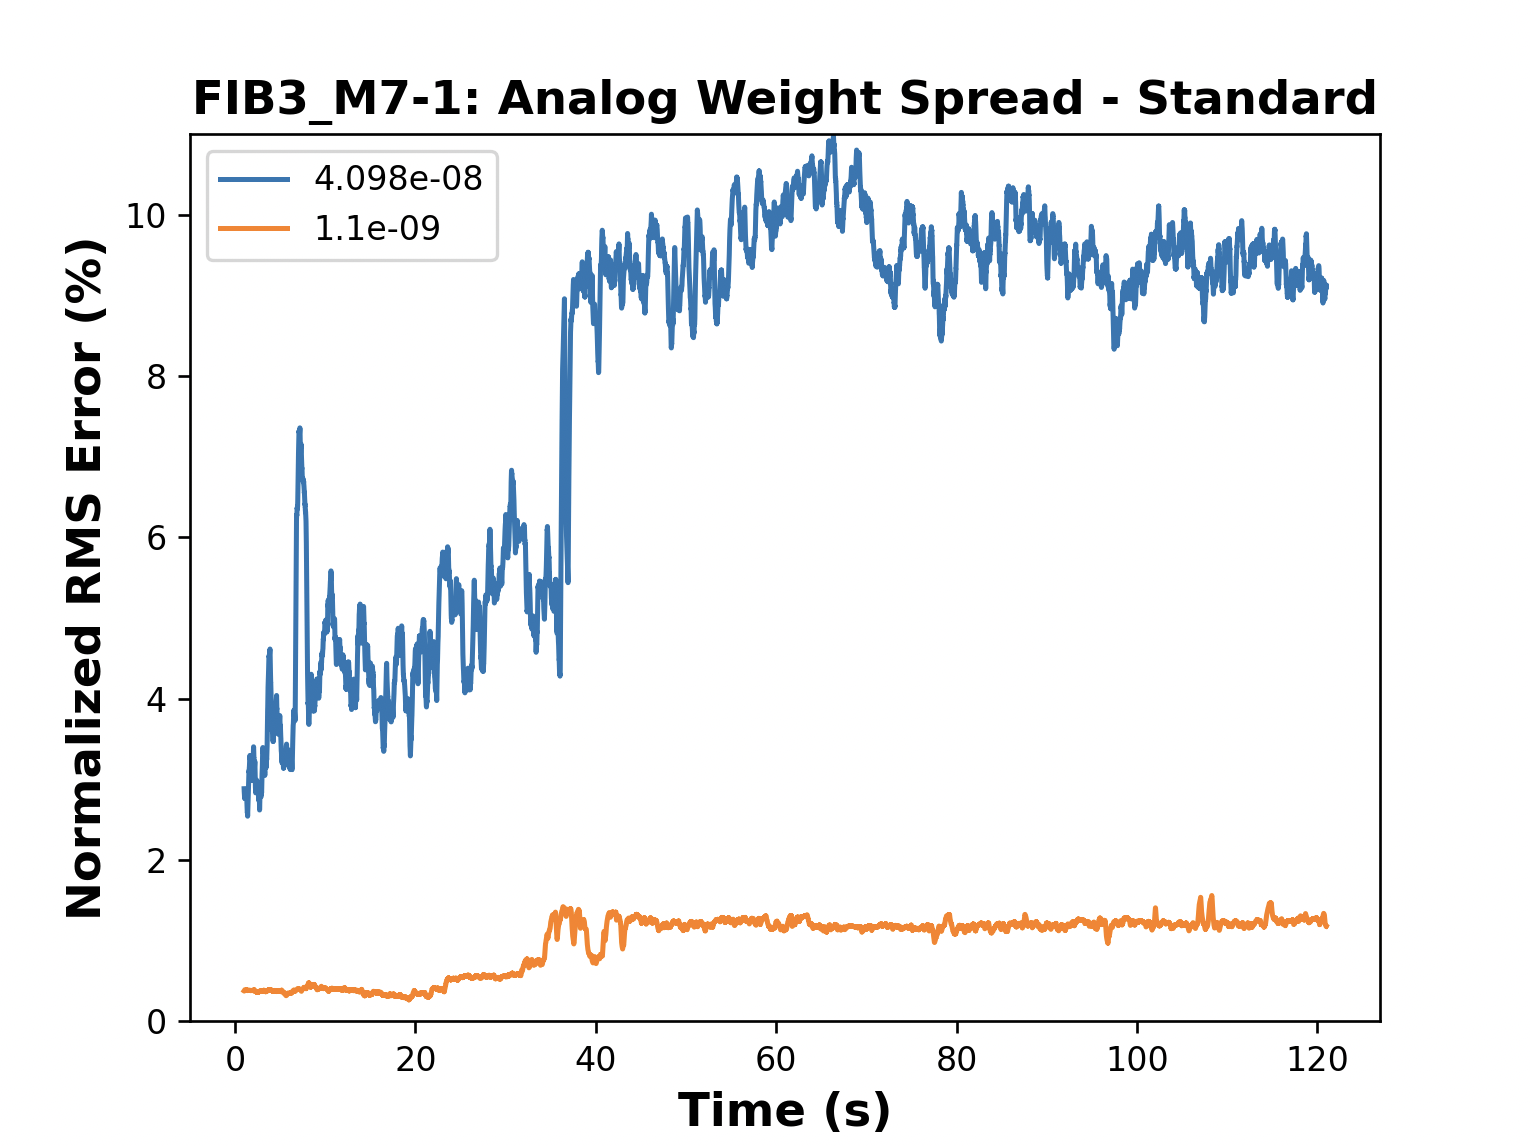 FIB3_M7-1: Analog Weight Spread - Standard
4.098e-08
1.1e-09
Normalized RMS Error (%)
10
8
6
4
2
0
0 20 40 60 80 100 120
Time (s)